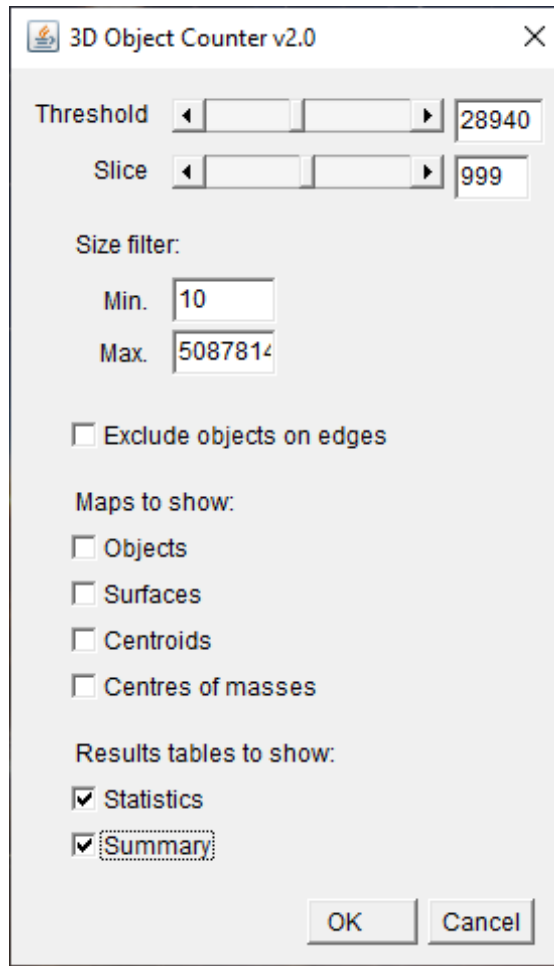 3D Object Counter v2.0
Threshold 28940
Slice 999
Size filter:
Min. 10
Max. 5087814
Exclude objects on edges
Maps to show:
Objects
Surfaces
Centroids
Centres of masses
Results tables to show:
Statistics
Summary
OK Cancel